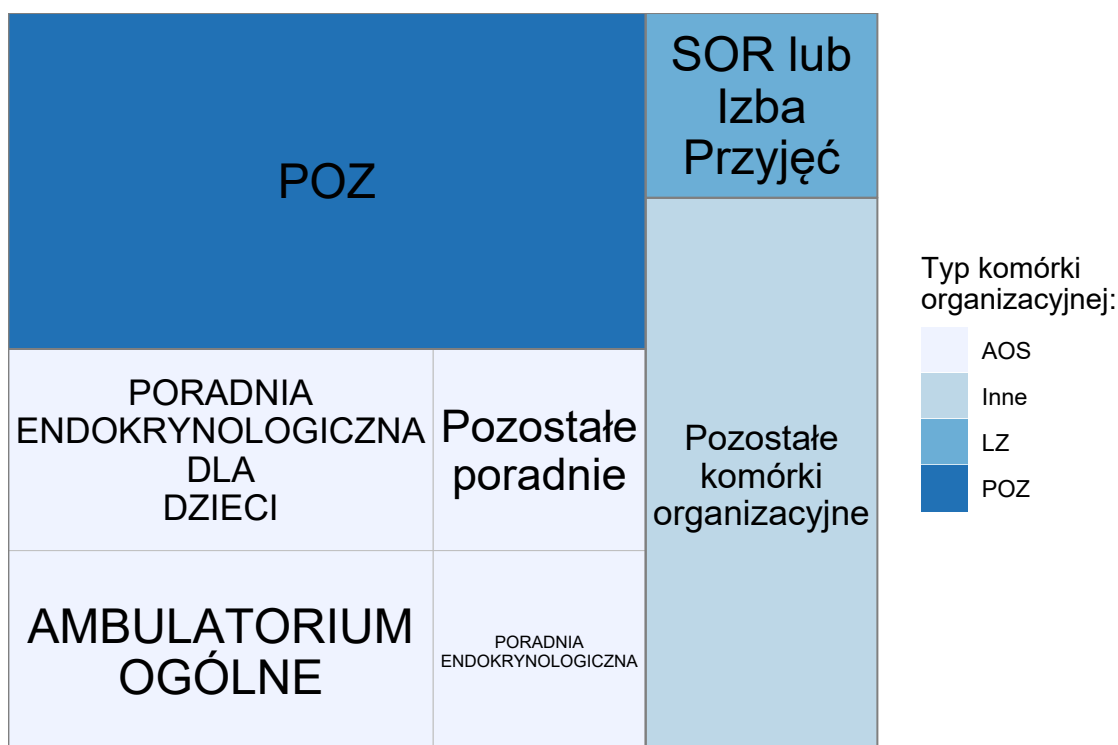 POZ
SOR lub
Izba
Przyjęć
PORADNIA
ENDOKRYNOLOGICZNA
DLA
DZIECI
Pozostałe
poradnie
Pozostałe
komórki
organizacyjne
AMBULATORIUM
OGÓLNE
PORADNIA
ENDOKRYNOLOGICZNA
Typ komórki
organizacyjnej:
AOS
Inne
LZ
POZ